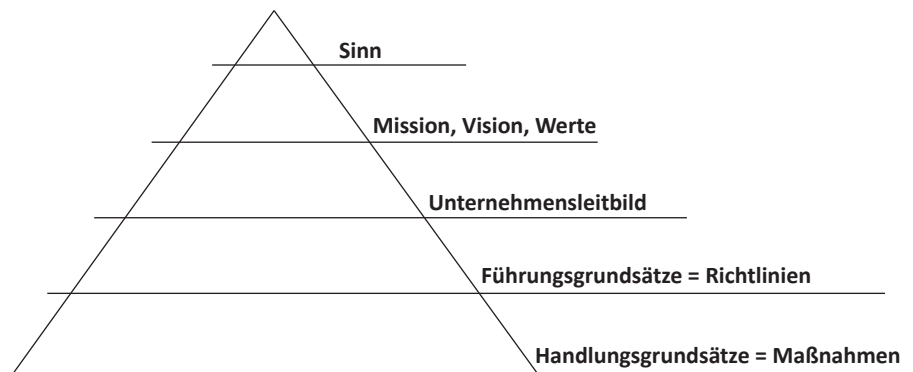 Sinn
Mission, Vision, Werte
Unternehmensleitbild
Führungsgrundsätze = Richtlinien
Handlungsgrundsätze = Maßnahmen